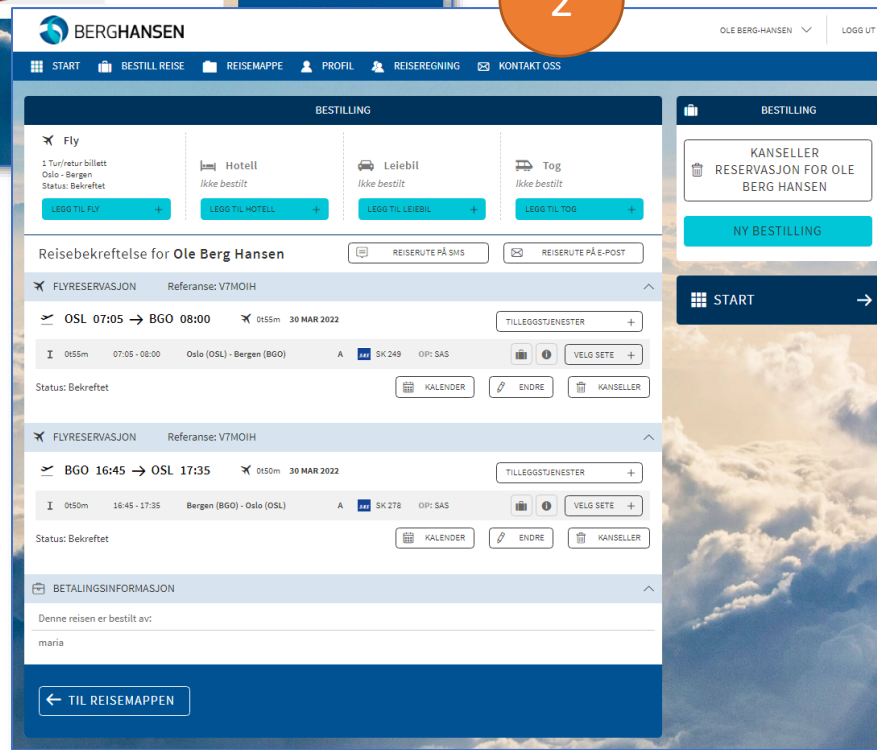 2
BERGHANSEN
OLE BERG-HANSEN
LOGG UT
START BESTILL REISE REISEMAPPE PROFIL REISEREGNING KONTAKT OSS
BESTILLING
Fly
1 Tur/retur billett
Oslo - Bergen
Status: Bekreftet
LEGG TIL FLY +
Hotell
Ikke bestilt
LEGG TIL HOTELL +
Leiebil
Ikke bestilt
LEGG TIL LEIEBIL +
Tog
Ikke bestilt
LEGG TIL TOG +
Reisebekreftelse for Ole Berg Hansen
REISERUTE PÅ SMS
REISERUTE PÅ E-POST
FLYRESERVASJON Referanse: V7MOIH
OSL 07:05 → BGO 08:00 0t55m 30 MAR 2022
TILLEGGSTJENESTER +
0t55m 07:05 - 08:00 Oslo (OSL) - Bergen (BGO) A SAS SK 249 OP: SAS VELG SETE +
Status: Bekreftet
KALENDER ENDRE KANSELLER
FLYRESERVASJON Referanse: V7MOIH
BGO 16:45 → OSL 17:35 0t50m 30 MAR 2022
TILLEGGSTJENESTER +
0t50m 16:45 - 17:35 Bergen (BGO) - Oslo (OSL) A SAS SK 278 OP: SAS VELG SETE +
Status: Bekreftet
KALENDER ENDRE KANSELLER
BETALINGSINFORMASJON
Denne reisen er bestilt av:
maria
← TIL REISEMAPPEN
BESTILLING
KANSELLER
RESERVASJON FOR OLE
BERG HANSEN
NY BESTILLING
START →